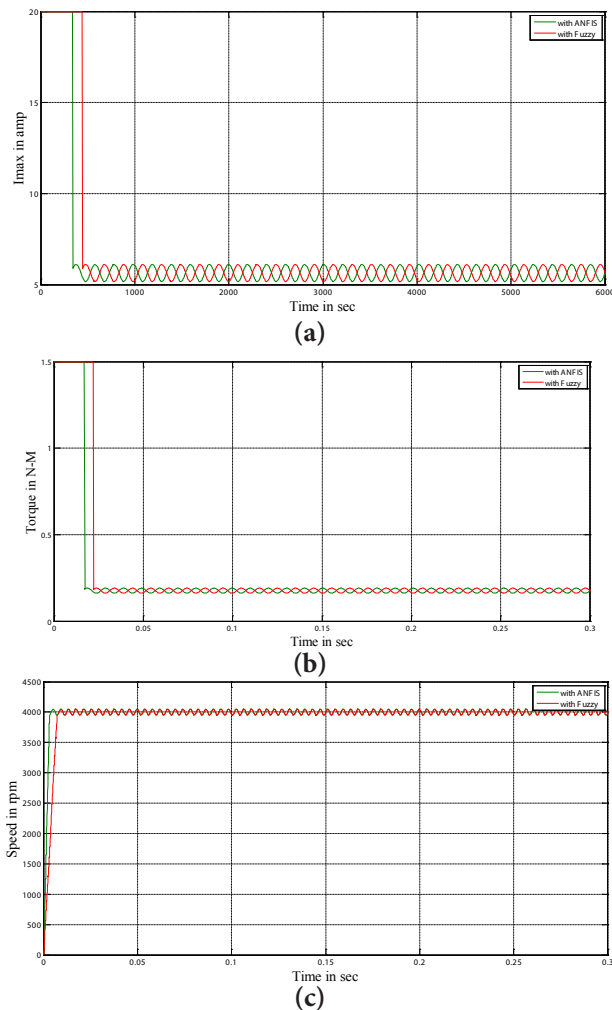 20
15
10
5
Imax in amp
with ANFIS
with Fuzzy
0 1000 2000 3000 4000 5000 6000
Time in sec
(a)
1.5
1
0.5
0
Torque in N-M
with ANFIS
with Fuzzy
0 0.05 0.1 0.15 0.2 0.25 0.3
Time in sec
(b)
4500
4000
3500
3000
2500
2000
1500
1000
500
0
Speed in rpm
with ANFIS
with Fuzzy
0 0.05 0.1 0.15 0.2 0.25 0.3
Time in sec
(c)